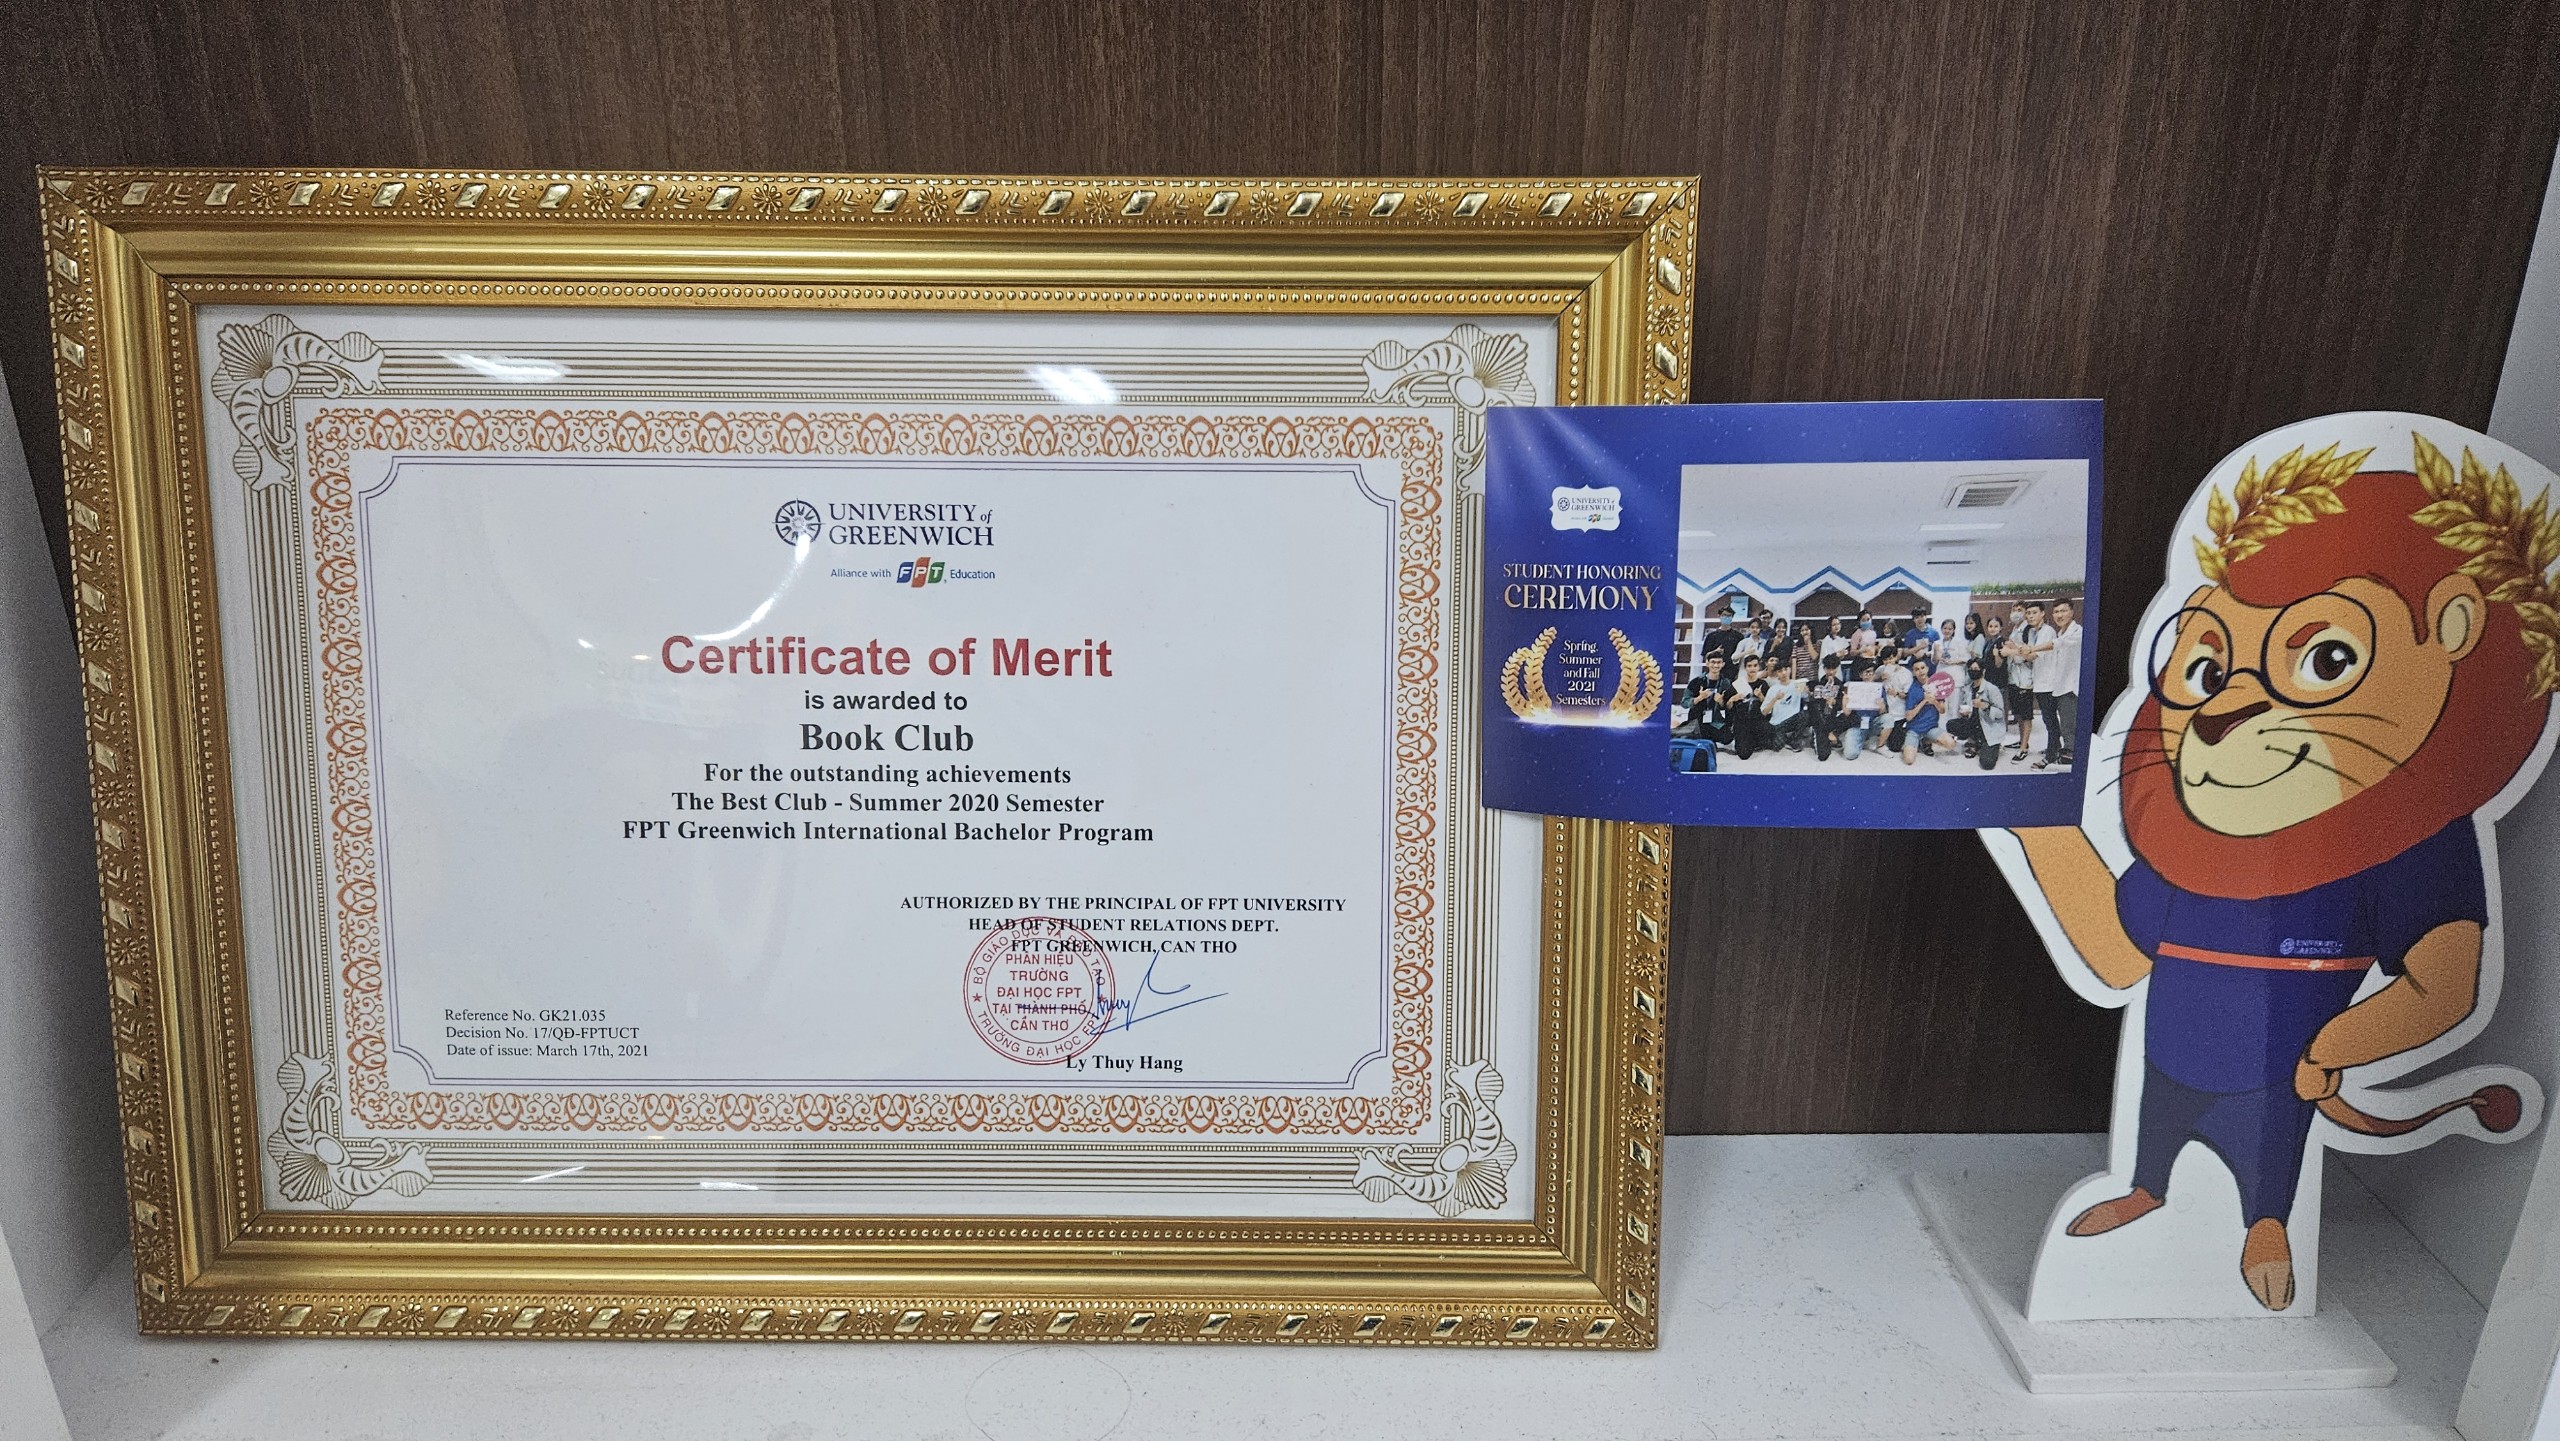 UNIVERSITY of
GREENWICH
Alliance with FPT Education
Certificate of Merit
is awarded to
Book Club
For the outstanding achievements
The Best Club - Summer 2020 Semester
FPT Greenwich International Bachelor Program
AUTHORIZED BY THE PRINCIPAL OF FPT UNIVERSITY
HEAD OF STUDENT RELATIONS DEPT.
FPT GREENWICH, CAN THO
BỘ GIÁO DỤC VÀ ĐÀO TẠO
PHÂN HIỆU
TRƯỜNG
ĐẠI HỌC FPT
TẠI THÀNH PHỐ
CẦN THƠ
TRƯỜNG ĐẠI HỌC FPT
Ly Thuy Hang
Reference No. GK21.035
Decision No. 17/QĐ-FPTUCT
Date of issue: March 17th, 2021
UNIVERSITY of
GREENWICH
FPT
STUDENT HONORING
CEREMONY
Spring,
Summer
and Fall
2021
Semesters
UNIVERSITY of
GREENWICH